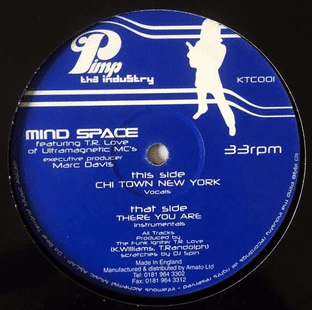 Pimp
tha industry
KTC001
MIND SPACE
featuring T.R. Love
of Ultramagnetic MC's
executive producer
Marc Davis
33rpm
this side
CHI TOWN NEW YORK
Vocals
that side
THERE YOU ARE
Instrumentals
All Tracks
Produced by
The Funk Igniter T.R. Love
(K.Williams, T.Randolph)
scratches by DJ Spin
Made In England
Manufactured & distributed by Amato Ltd
Tel: 0181 964 3302
Fax: 0181 964 3312